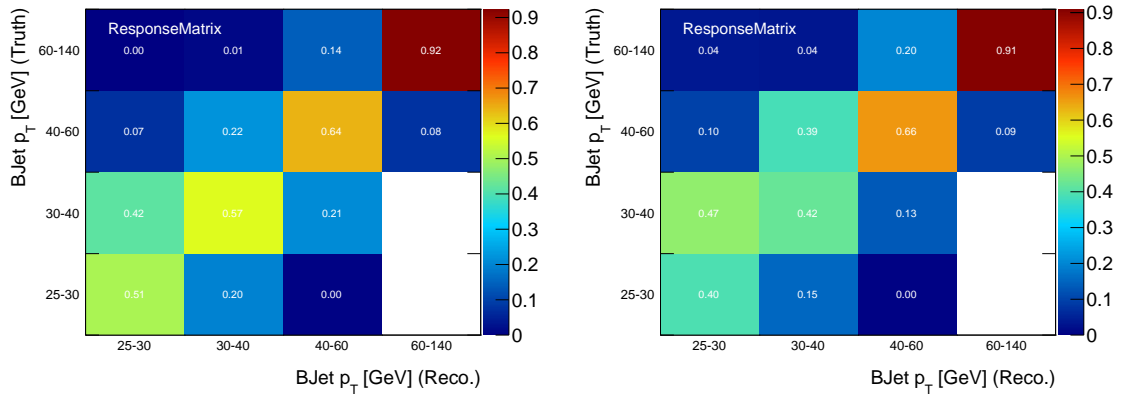 ResponseMatrix
BJet p_T [GeV] (Truth)
60-140
40-60
30-40
25-30
0.00 0.01 0.14 0.92
0.07 0.22 0.64 0.08
0.42 0.57 0.21
0.51 0.20 0.00
25-30 30-40 40-60 60-140
BJet p_T [GeV] (Reco.)
0.9
0.8
0.7
0.6
0.5
0.4
0.3
0.2
0.1
0
ResponseMatrix
BJet p_T [GeV] (Truth)
60-140
40-60
30-40
25-30
0.04 0.04 0.20 0.91
0.10 0.39 0.66 0.09
0.47 0.42 0.13
0.40 0.15 0.00
25-30 30-40 40-60 60-140
BJet p_T [GeV] (Reco.)
0.9
0.8
0.7
0.6
0.5
0.4
0.3
0.2
0.1
0